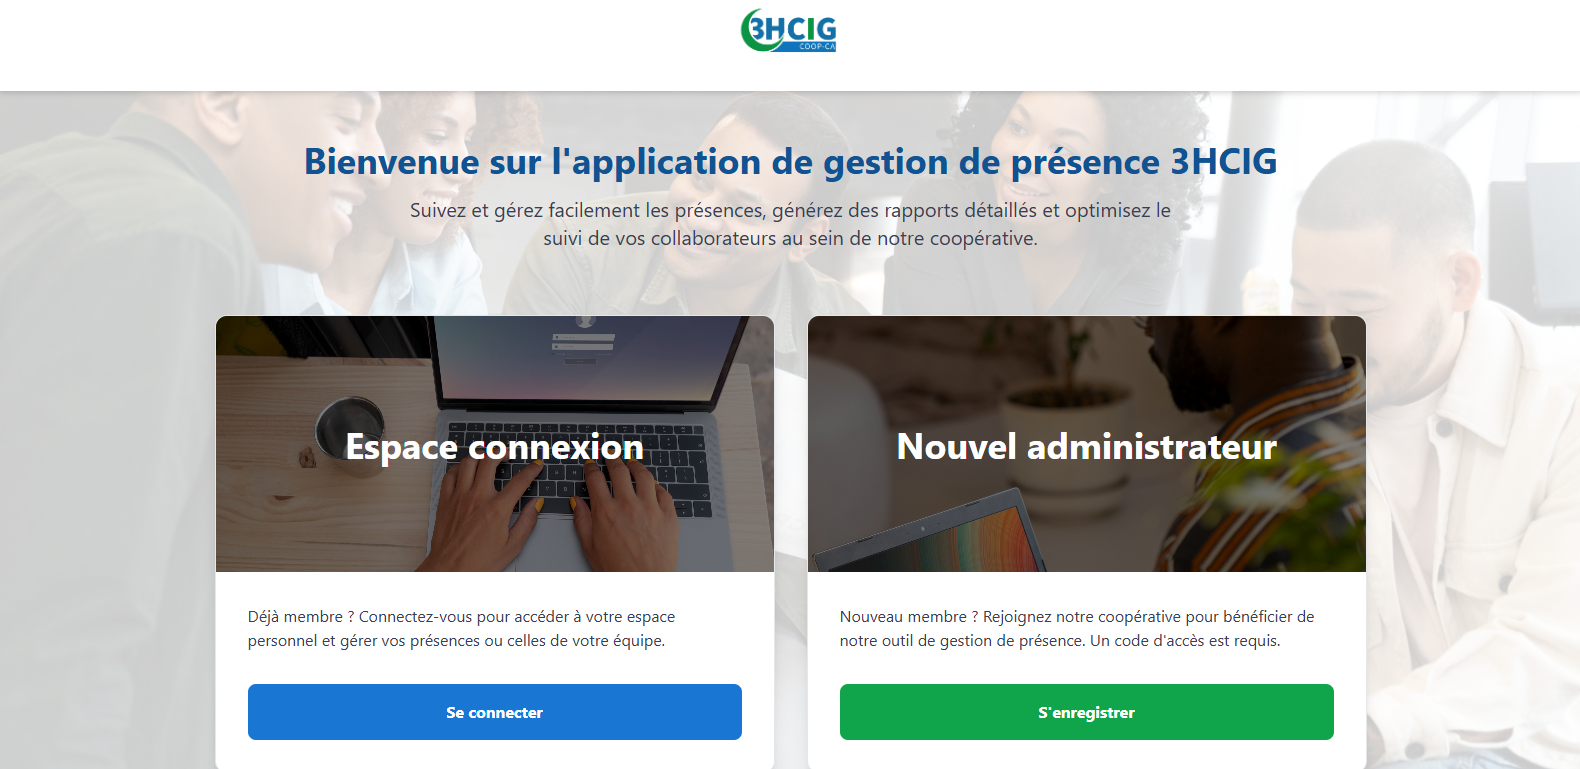 3HCIG
COOP-CA
Bienvenue sur l'application de gestion de présence 3HCIG
Suivez et gérez facilement les présences, générez des rapports détaillés et optimisez le
suivi de vos collaborateurs au sein de notre coopérative.
Espace connexion
Déjà membre ? Connectez-vous pour accéder à votre espace
personnel et gérer vos présences ou celles de votre équipe.
Se connecter
Nouvel administrateur
Nouveau membre ? Rejoignez notre coopérative pour bénéficier de
notre outil de gestion de présence. Un code d'accès est requis.
S'enregistrer